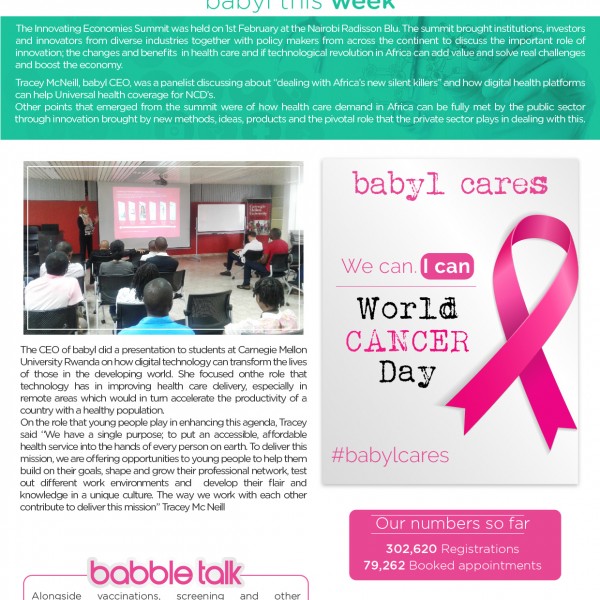 babyl this week
The Innovating Economies Summit was held on 1st February at the Nairobi Radisson Blu. The summit brought institutions, investors
and innovators from diverse industries together with policy makers from across the continent to discuss the important role of
innovation; the changes and benefits in health care and if technological revolution in Africa can add value and solve real challenges
and boost the economy.
Tracey McNeill, babyl CEO, was a panelist discussing about "dealing with Africa's new silent killers" and how digital health platforms
can help Universal health coverage for NCD's.
Other points that emerged from the summit were of how health care demand in Africa can be fully met by the public sector
through innovation brought by new methods, ideas, products and the pivotal role that the private sector plays in dealing with this.
The CEO of babyl did a presentation to students at Carnegie Mellon
University Rwanda on how digital technology can transform the lives
of those in the developing world. She focused onthe role that
technology has in improving health care delivery, especially in
remote areas which would in turn accelerate the productivity of a
country with a healthy population.
On the role that young people play in enhancing this agenda, Tracey
said "We have a single purpose; to put an accessible, affordable
health service into the hands of every person on earth. To deliver this
mission, we are offering opportunities to young people to help them
build on their goals, shape and grow their professional network, test
out different work environments and develop their flair and
knowledge in a unique culture. The way we work with each other
contribute to deliver this mission" Tracey Mc Neill
babble talk
Alongside vaccinations, screening and other
babyl cares
We can. I can
World
CANCER
Day
#babylcares
Our numbers so far
302,620 Registrations
79,262 Booked appointments